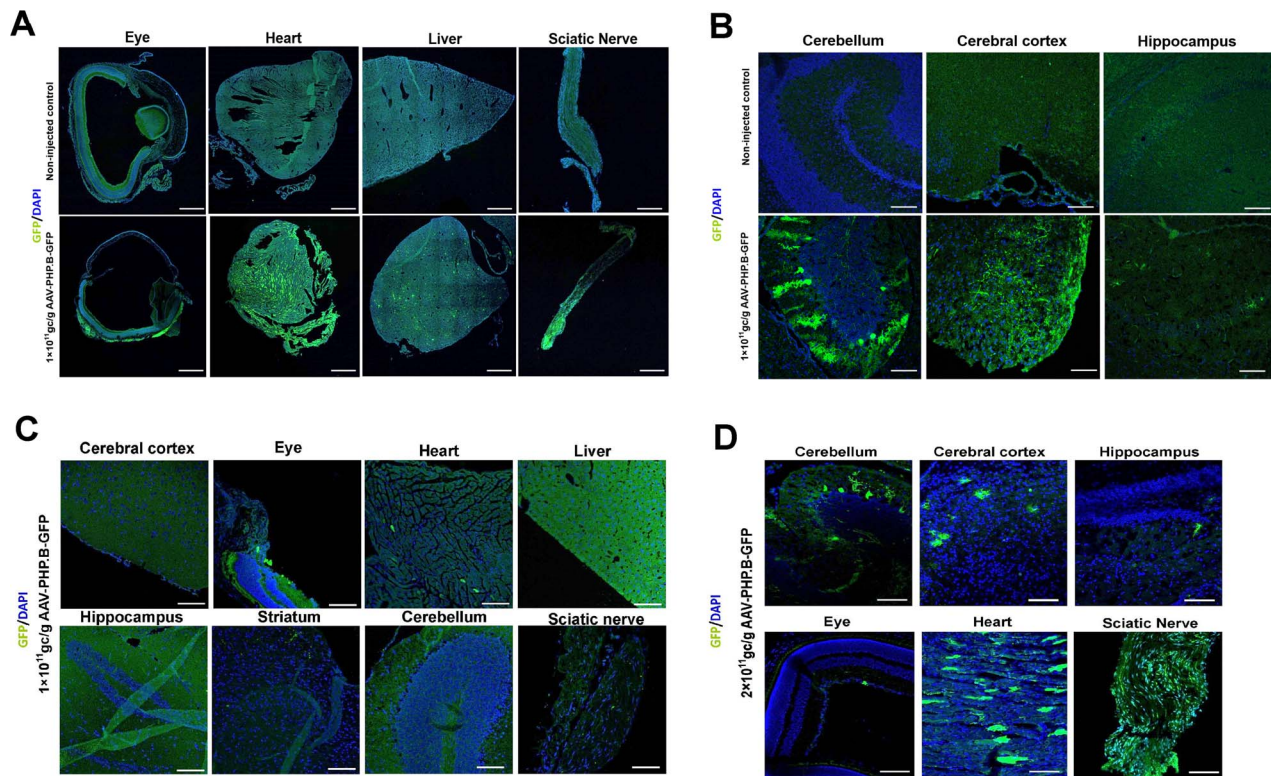 A
Eye Heart Liver Sciatic Nerve
GFP/DAPI
Non-injected control
1×10¹¹gc/g AAV-PHP.B-GFP
B
Cerebellum Cerebral cortex Hippocampus
GFP/DAPI
Non-injected control
1×10¹¹gc/g AAV-PHP.B-GFP
C
GFP/DAPI
1×10¹¹gc/g AAV-PHP.B-GFP
Cerebral cortex Eye Heart Liver
Hippocampus Striatum Cerebellum Sciatic nerve
D
GFP/DAPI
2×10¹¹gc/g AAV-PHP.B-GFP
Cerebellum Cerebral cortex Hippocampus
Eye Heart Sciatic Nerve